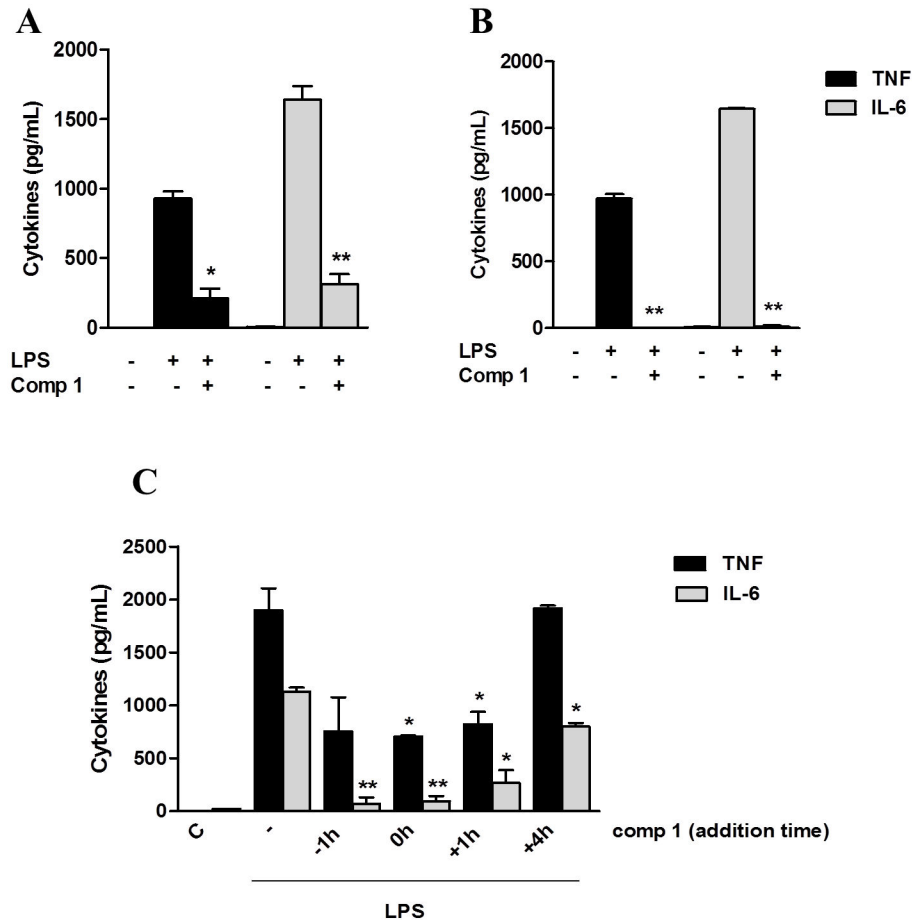 A
Cytokines (pg/mL)
2000
1500
1000
500
0
* **
LPS - + + - + +
Comp 1 - - + - - +
B
Cytokines (pg/mL)
2000
1500
1000
500
0
** **
LPS - + + - + +
Comp 1 - - + - - +
TNF
IL-6
C
Cytokines (pg/mL)
2500
2000
1500
1000
500
0
** * ** * * *
C - -1h 0h +1h +4h comp 1 (addition time)
LPS
TNF
IL-6